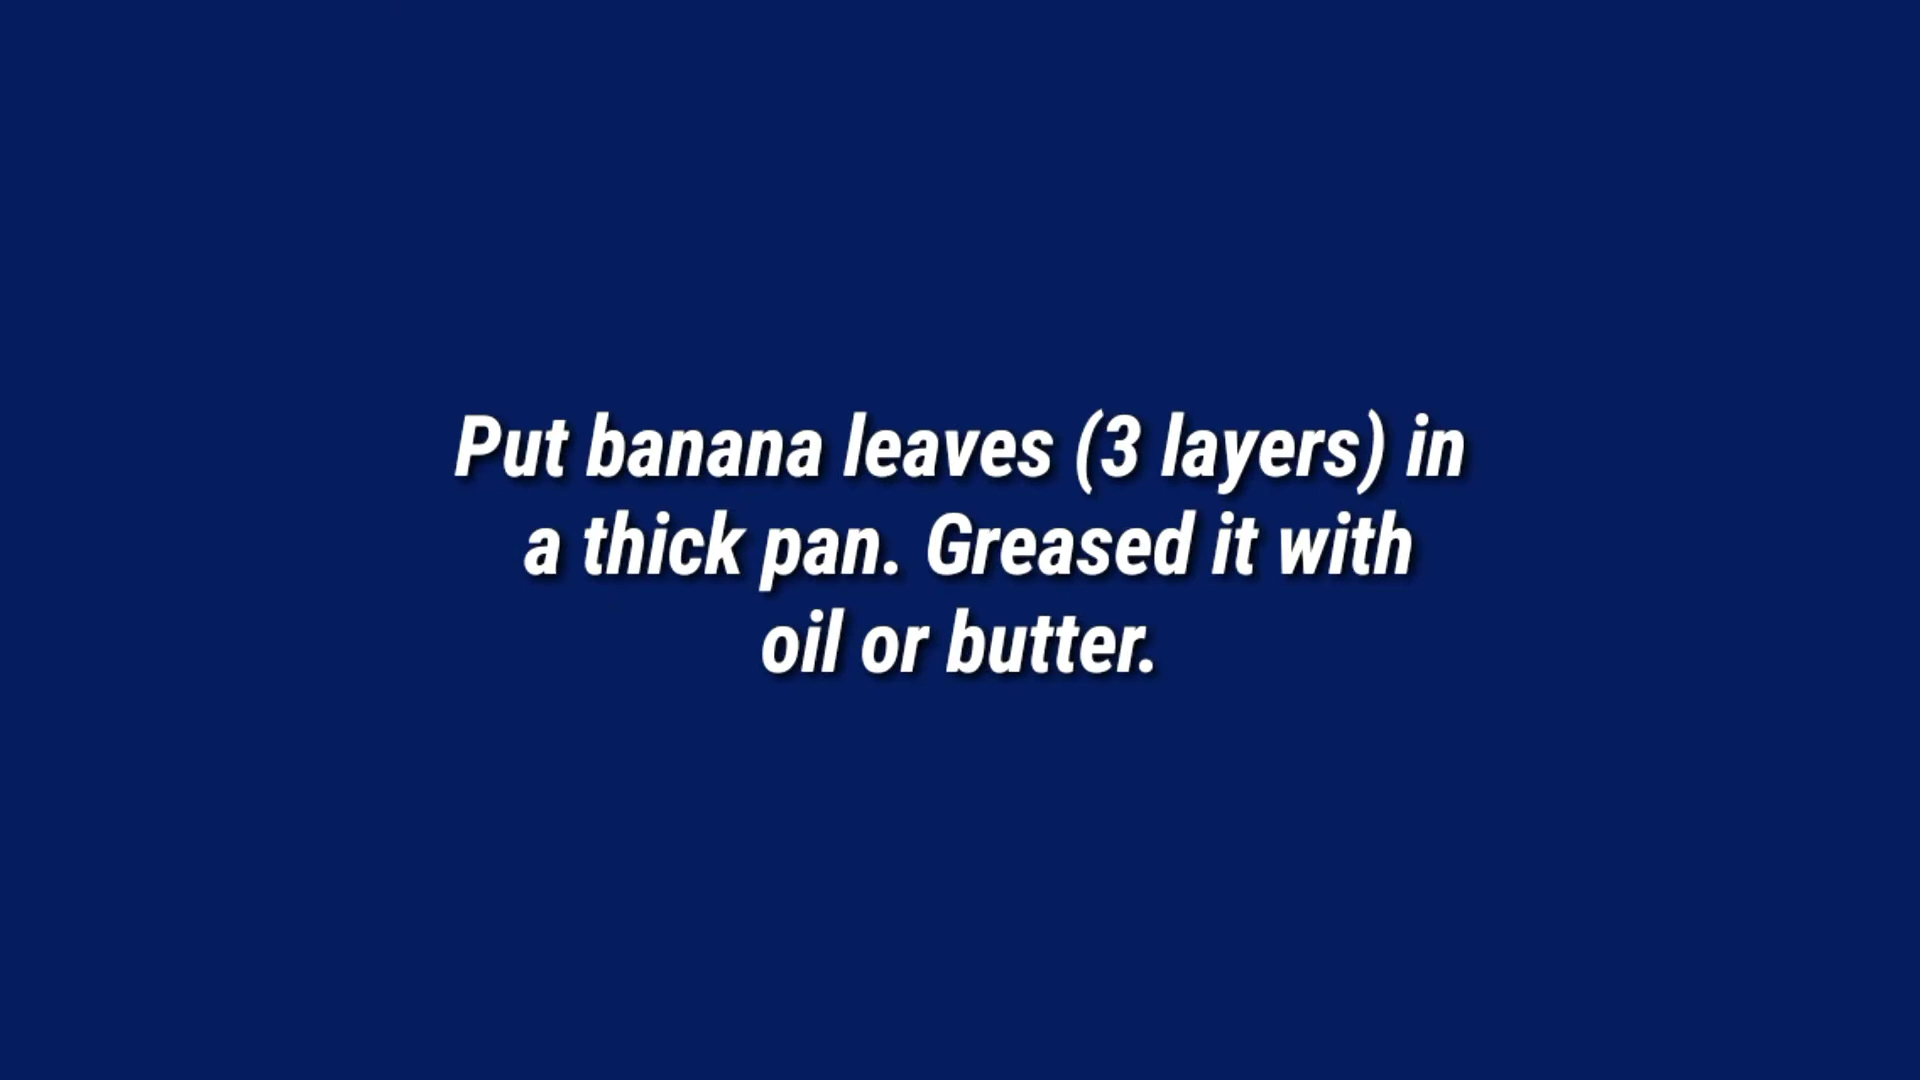 Put banana leaves (3 layers) in
a thick pan. Greased it with
oil or butter.